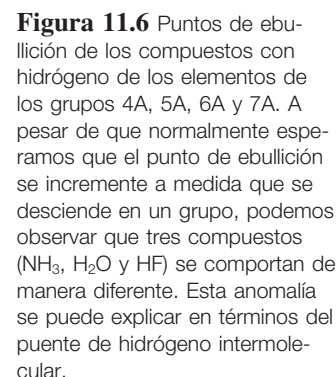 Figura 11.6 Puntos de ebu-
llición de los compuestos con
hidrógeno de los elementos de
los grupos 4A, 5A, 6A y 7A. A
pesar de que normalmente espe-
ramos que el punto de ebullición
se incremente a medida que se
desciende en un grupo, podemos
observar que tres compuestos
(NH₃, H₂O y HF) se comportan de
manera diferente. Esta anomalía
se puede explicar en términos del
puente de hidrógeno intermole-
cular.